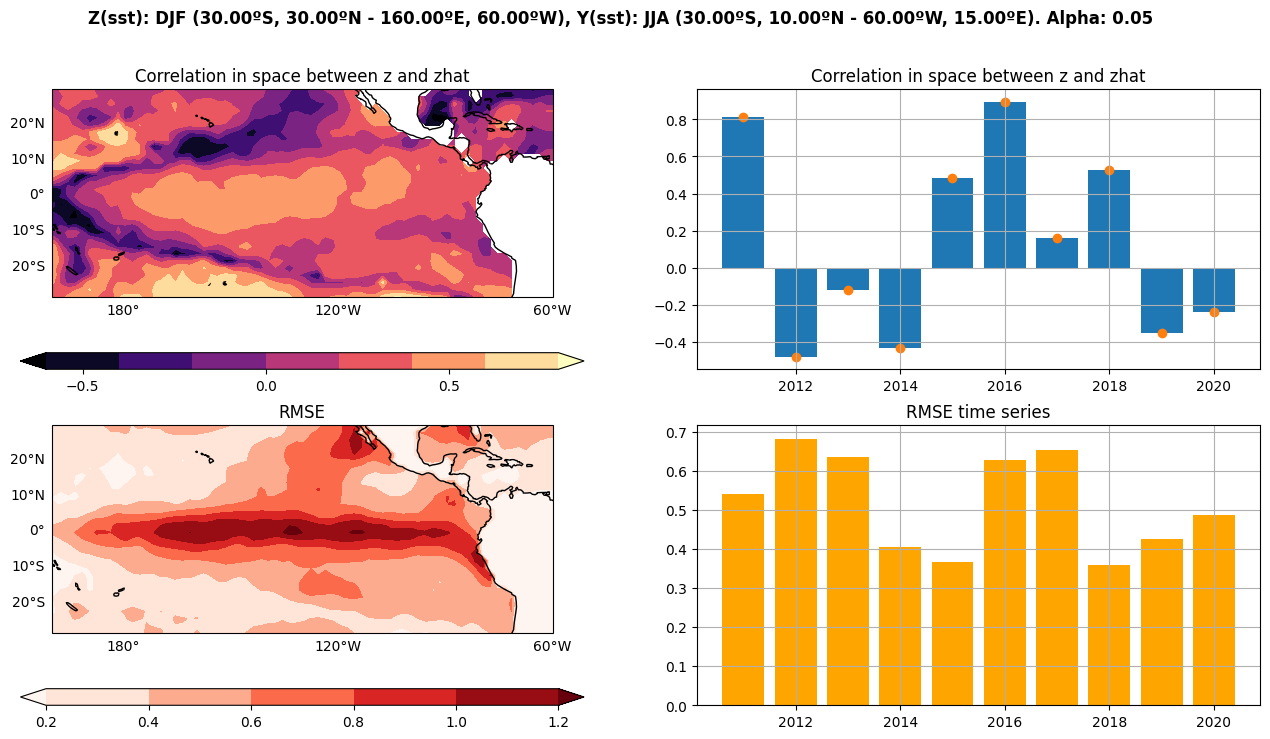 Z(sst): DJF (30.00ºS, 30.00ºN - 160.00ºE, 60.00ºW), Y(sst): JJA (30.00ºS, 10.00ºN - 60.00ºW, 15.00ºE). Alpha: 0.05
Correlation in space between z and zhat
20°N
10°N
0°
10°S
20°S
180°
120°W
60°W
−0.5
0.0
0.5
Correlation in space between z and zhat
0.8
0.6
0.4
0.2
0.0
−0.2
−0.4
2012
2014
2016
2018
2020
RMSE
20°N
10°N
0°
10°S
20°S
180°
120°W
60°W
0.2
0.4
0.6
0.8
1.0
1.2
RMSE time series
0.7
0.6
0.5
0.4
0.3
0.2
0.1
0.0
2012
2014
2016
2018
2020